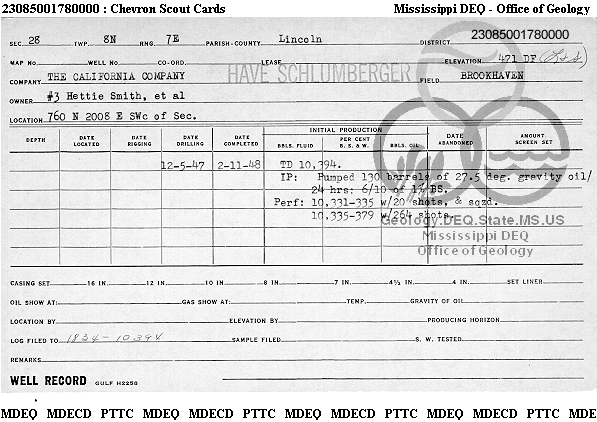 23085001780000 : Chevron Scout Cards Mississippi DEQ - Office of Geology
SEC. 28 TWP. 8N RNG. 7E PARISH-COUNTY Lincoln DISTRICT 23085001780000
MAP NO. WELL NO. CO-ORD. LEASE ELEVATION 471 DF
COMPANY THE CALIFORNIA COMPANY HAVE SCHLUMBERGER FIELD BROOKHAVEN
OWNER #3 Hettie Smith, et al
LOCATION 760 N 2008 E SWc of Sec.
INITIAL PRODUCTION
DEPTH DATE LOCATED DATE RIGGING DATE DRILLING DATE COMPLETED BBLS. FLUID PER CENT B. S. & W. BBLS. OIL DATE ABANDONED AMOUNT SCREEN SET
12-5-47 2-11-48 TD 10,394.
IP: Pumped 130 barrels of 27.5 deg. gravity oil/
24 hrs: 6/10 of 1% BS.
Perf: 10,331-335 w/20 shots, & sqzd.
10,335-379 w/264 shots.
Geology.DEQ.State.MS.US
Mississippi DEQ
Office of Geology
CASING SET: 16 IN. 12 IN. 10 IN. 8 IN. 7 IN. 4½ IN. 4 IN. SET LINER
OIL SHOW AT: GAS SHOW AT: TEMP. GRAVITY OF OIL
LOCATION BY ELEVATION BY PRODUCING HORIZON
LOG FILED TO 1834-10394 SAMPLE FILED S. W. TESTED
REMARKS
WELL RECORD GULF H2258
MDEQ MDECD PTTC MDEQ MDECD PTTC MDEQ MDECD PTTC MDEQ MDECD PTTC MDE